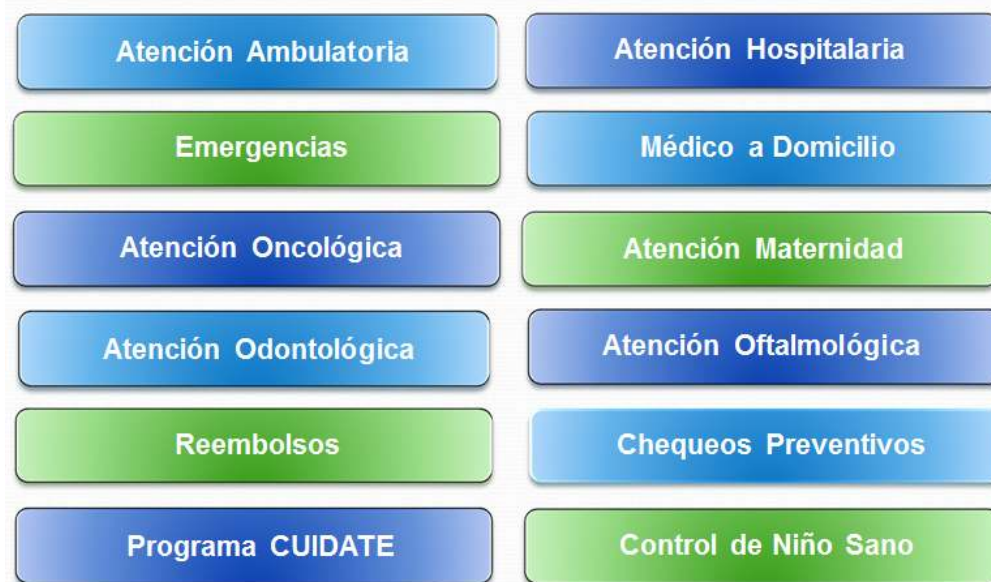 Atención Ambulatoria
Atención Hospitalaria
Emergencias
Médico a Domicilio
Atención Oncológica
Atención Maternidad
Atención Odontológica
Atención Oftalmológica
Reembolsos
Chequeos Preventivos
Programa CUIDATE
Control de Niño Sano